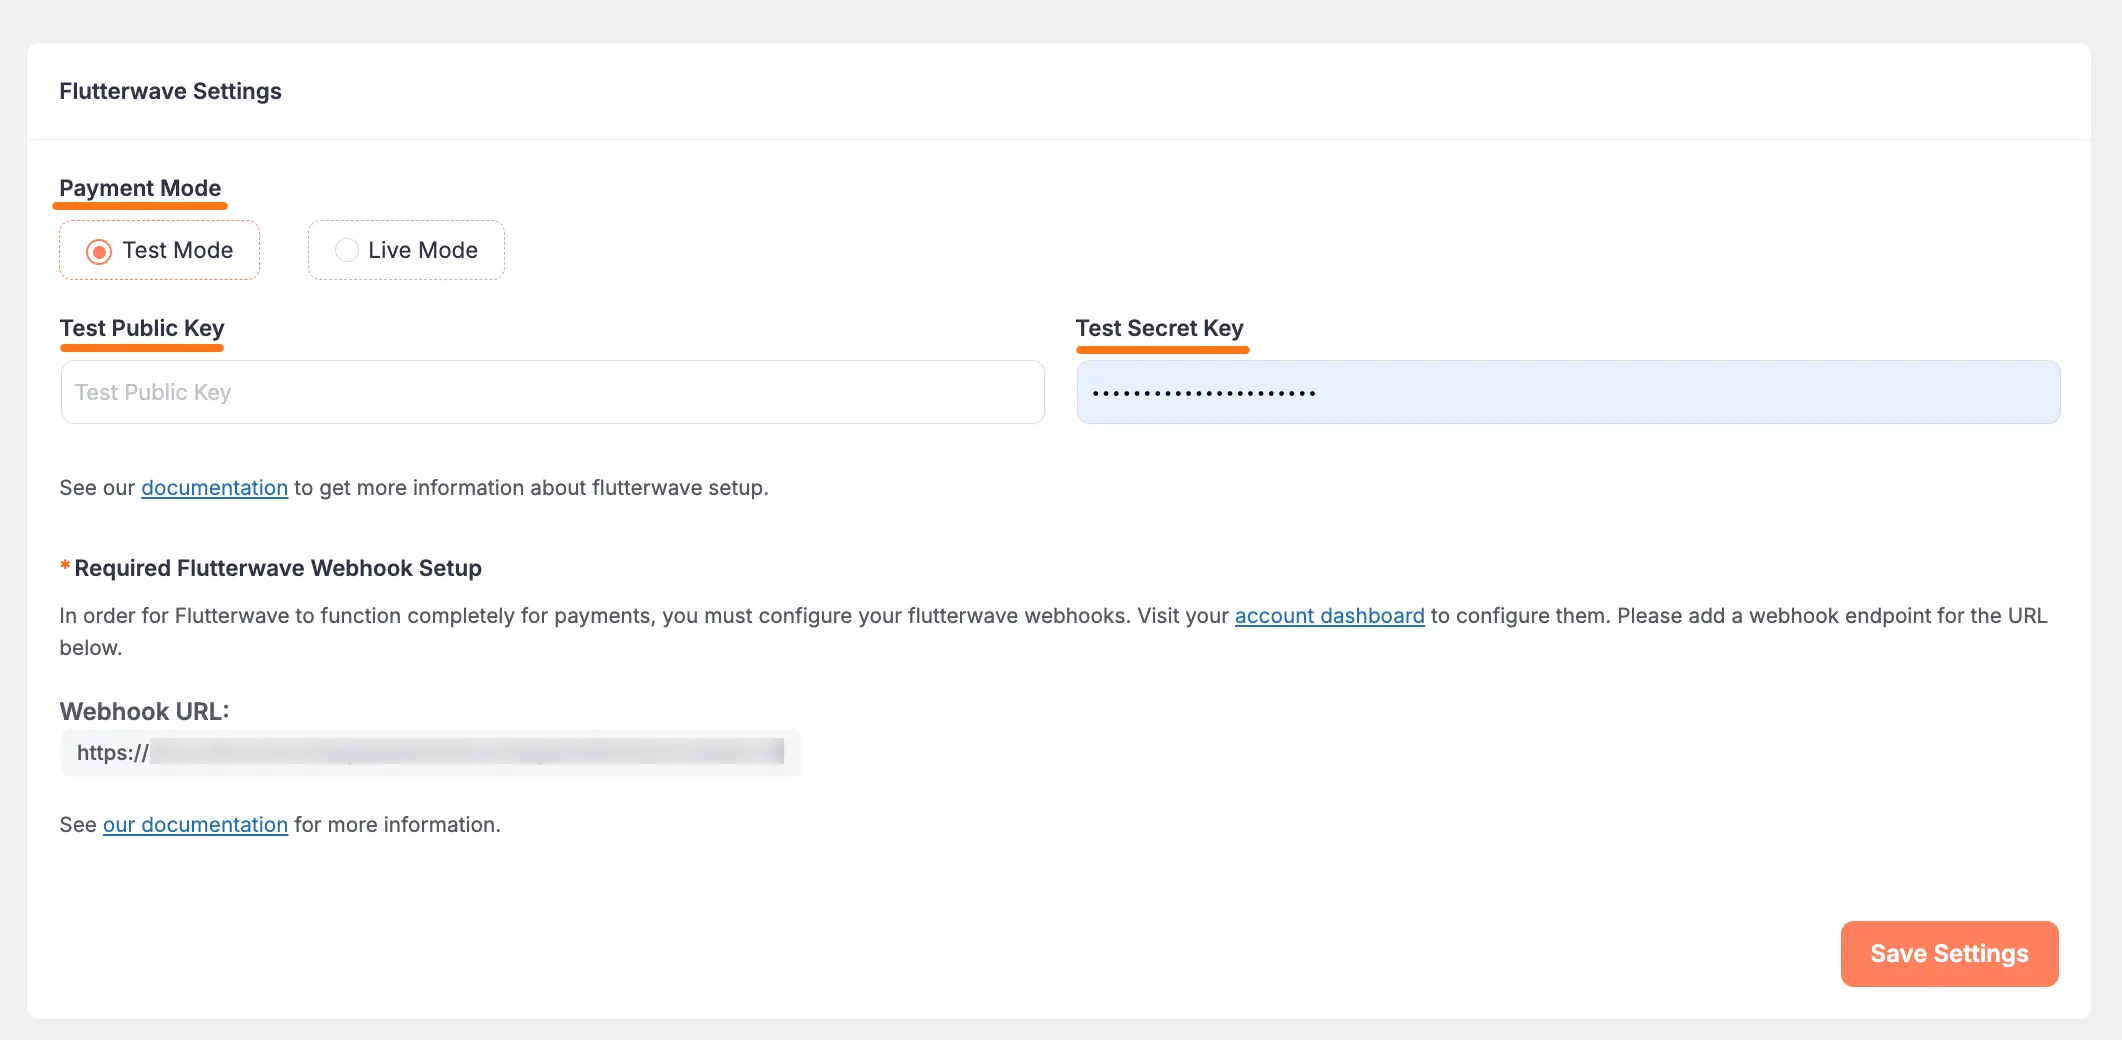 Flutterwave Settings
Payment Mode
Test Mode
Live Mode
Test Public Key
Test Secret Key
Test Public Key
••••••••••••••••••••••
See our documentation to get more information about flutterwave setup.
* Required Flutterwave Webhook Setup
In order for Flutterwave to function completely for payments, you must configure your flutterwave webhooks. Visit your account dashboard to configure them. Please add a webhook endpoint for the URL
below.
Webhook URL:
https://
See our documentation for more information.
Save Settings